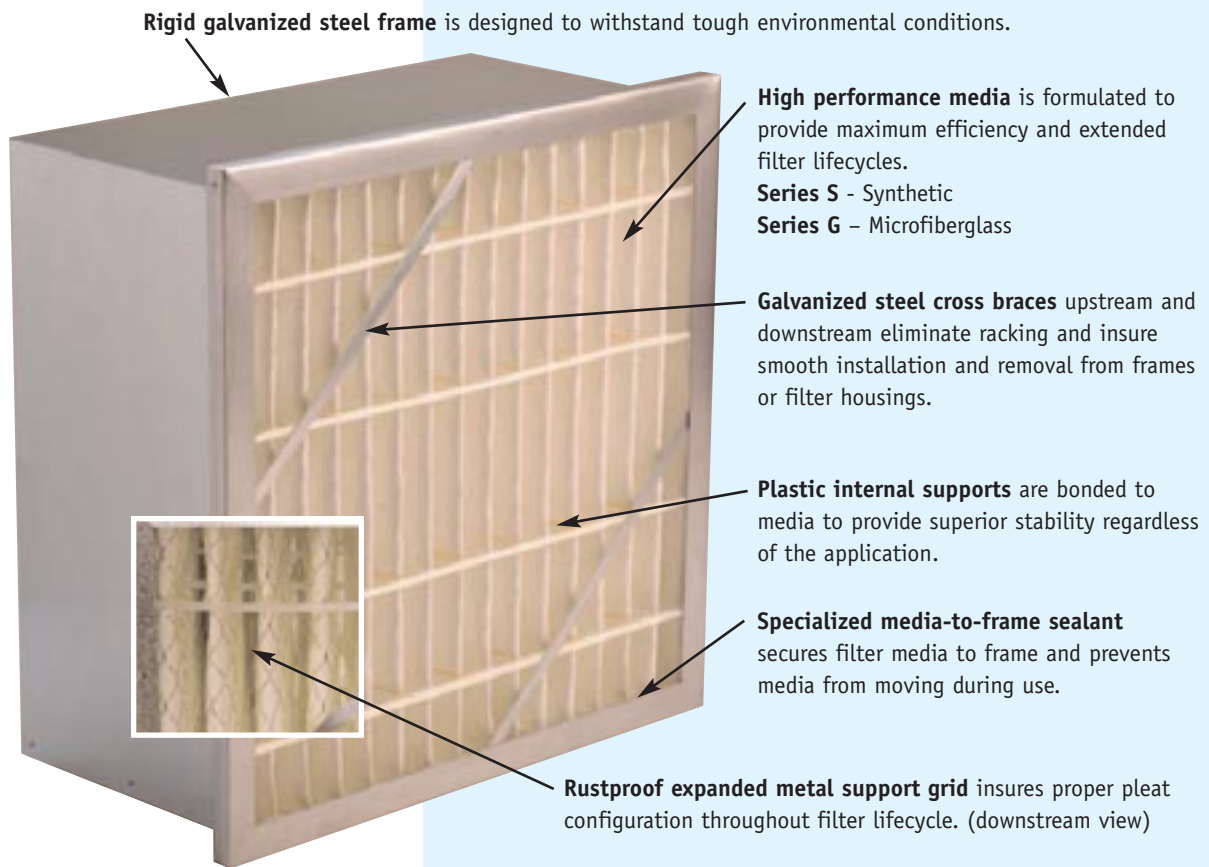 Rigid galvanized steel frame is designed to withstand tough environmental conditions.
High performance media is formulated to
provide maximum efficiency and extended
filter lifecycles.
Series S - Synthetic
Series G – Microfiberglass
Galvanized steel cross braces upstream and
downstream eliminate racking and insure
smooth installation and removal from frames
or filter housings.
Plastic internal supports are bonded to
media to provide superior stability regardless
of the application.
Specialized media-to-frame sealant
secures filter media to frame and prevents
media from moving during use.
Rustproof expanded metal support grid insures proper pleat
configuration throughout filter lifecycle. (downstream view)